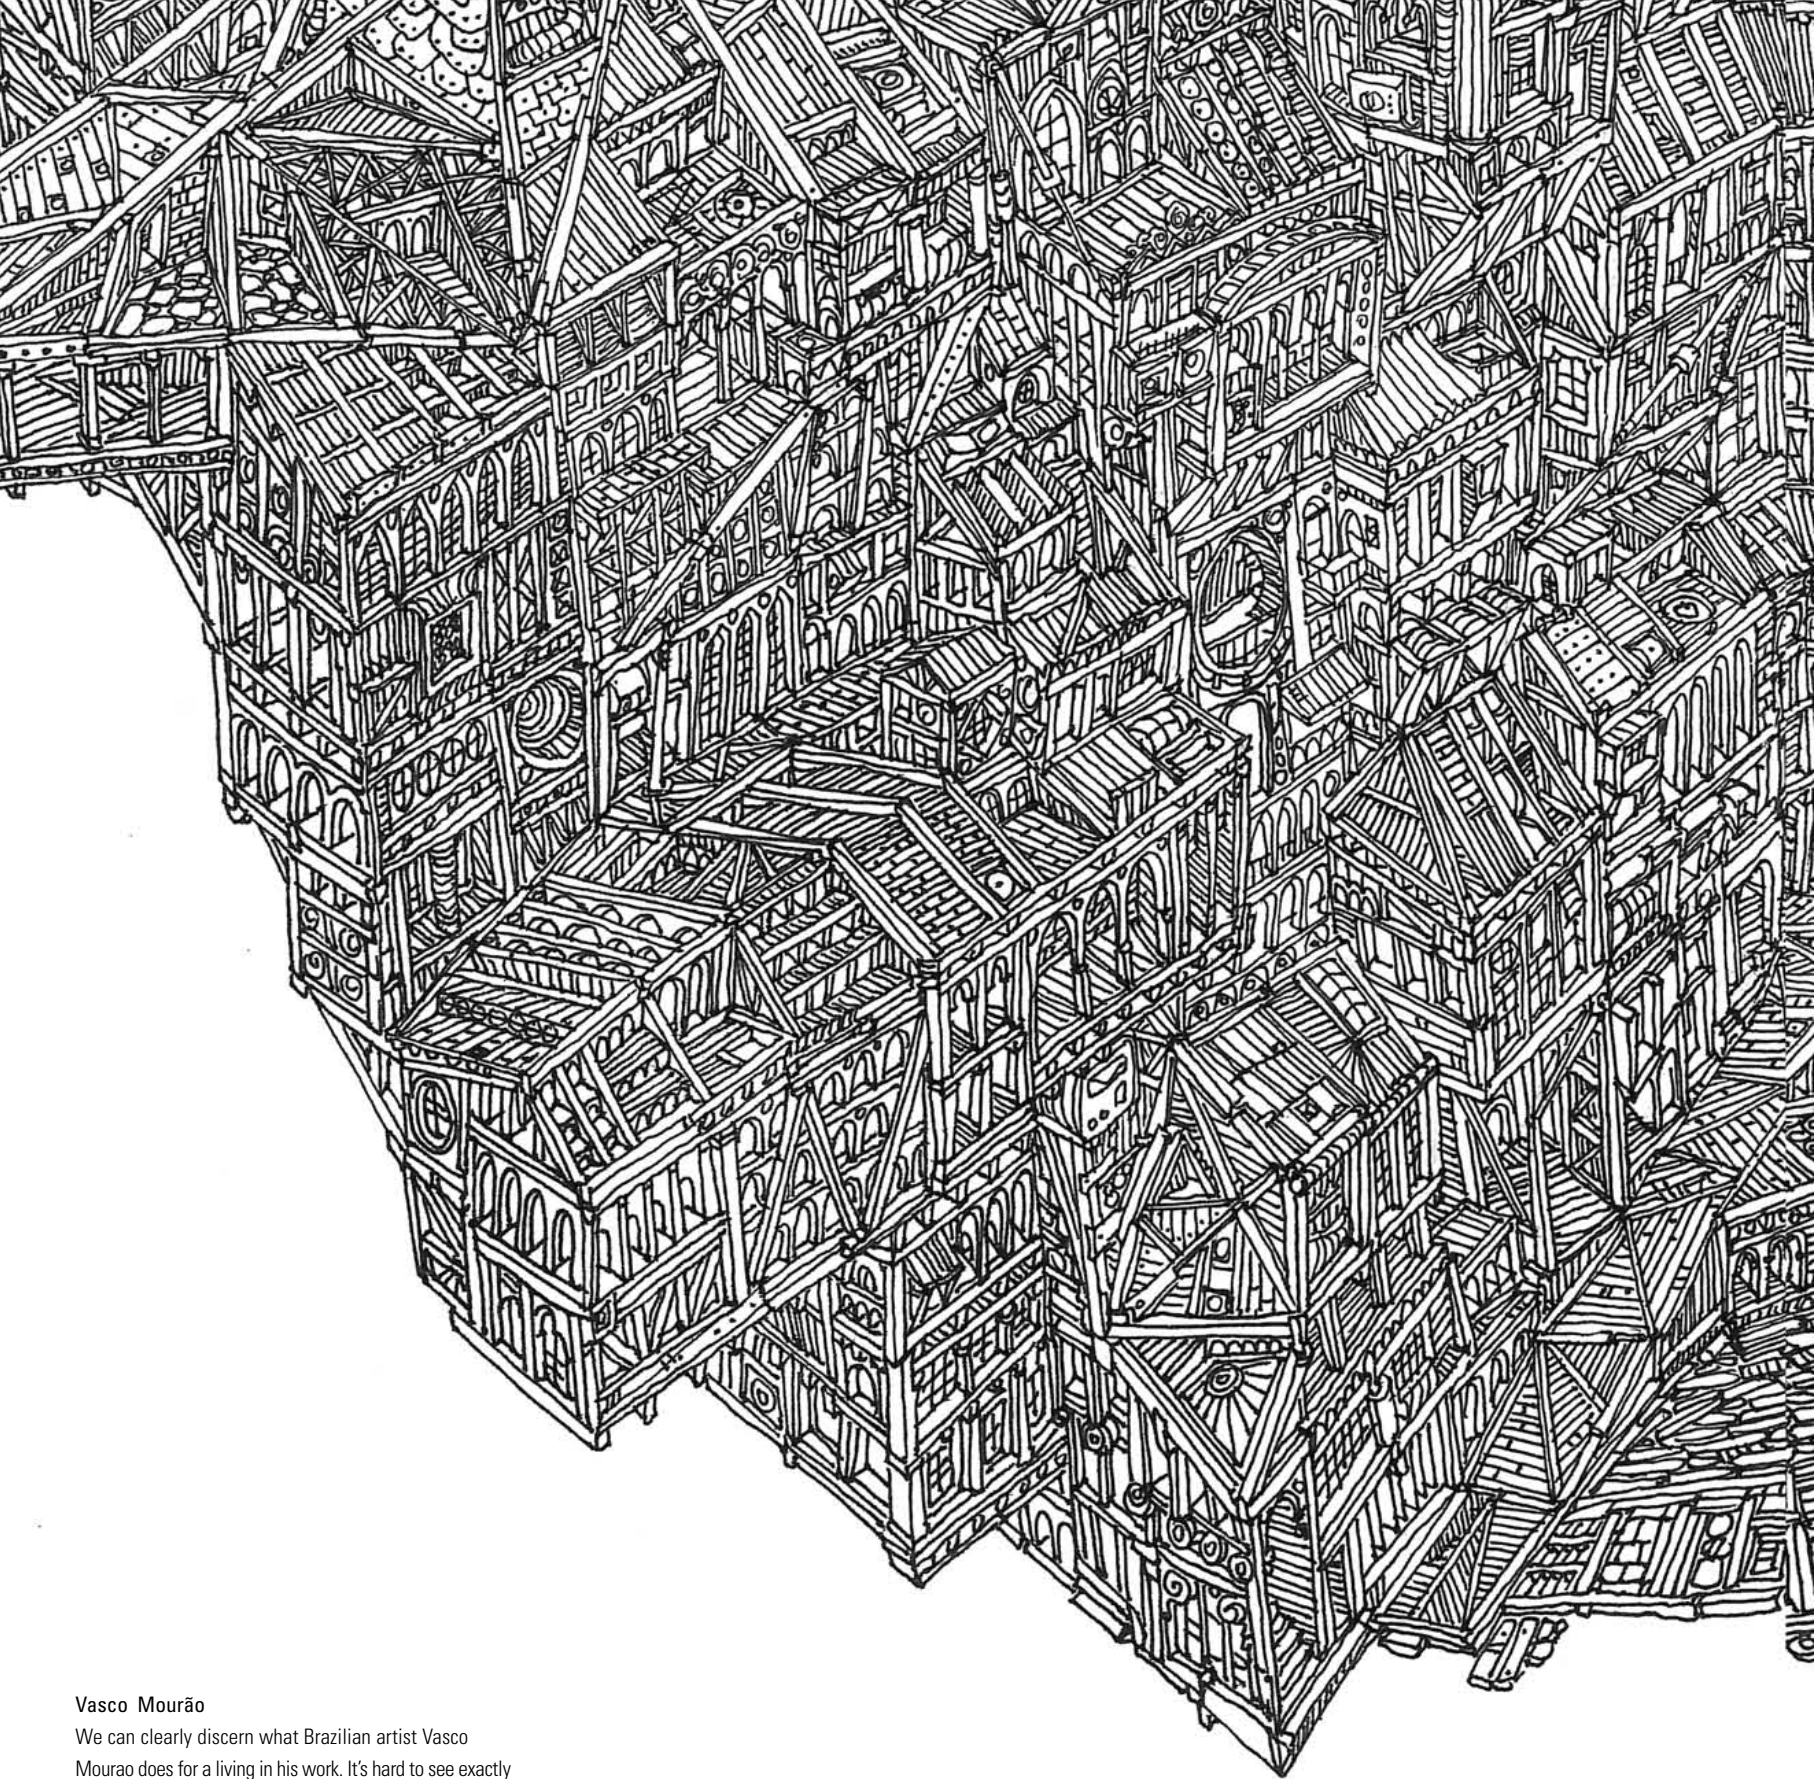 Vasco Mourão
We can clearly discern what Brazilian artist Vasco
Mourao does for a living in his work. It’s hard to see exactly